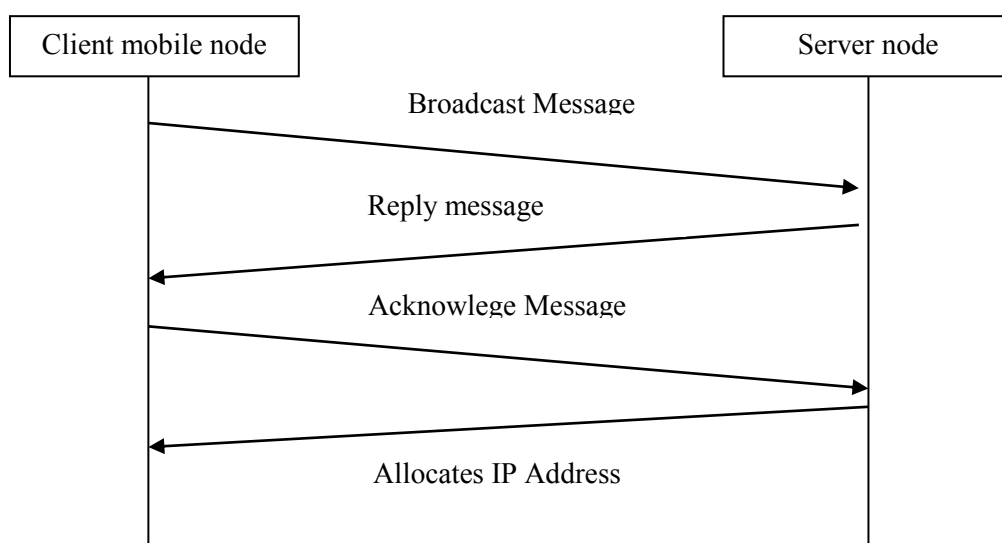 Client mobile node
Server node
Broadcast Message
Reply message
Acknowlege Message
Allocates IP Address